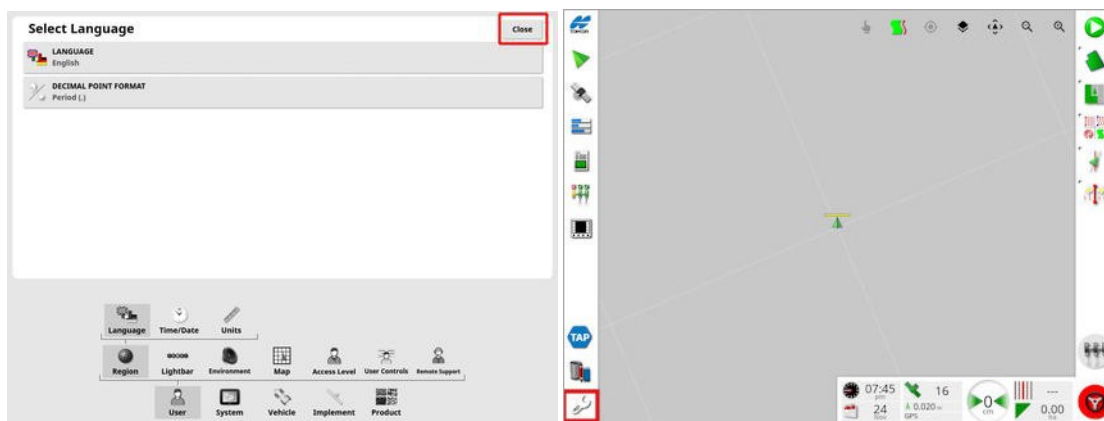 Select Language
Close
LANGUAGE
English
DECIMAL POINT FORMAT
Period (.)
Language
Time/Date
Units
Region
Lightbar
Environment
Map
Access Level
User Controls
Remote Support
User
System
Vehicle
Implement
Product
TOPCON
TAP
07:45
pm
16
24
Nov
0.020 m
GPS
0
cm
---
0.00
ha